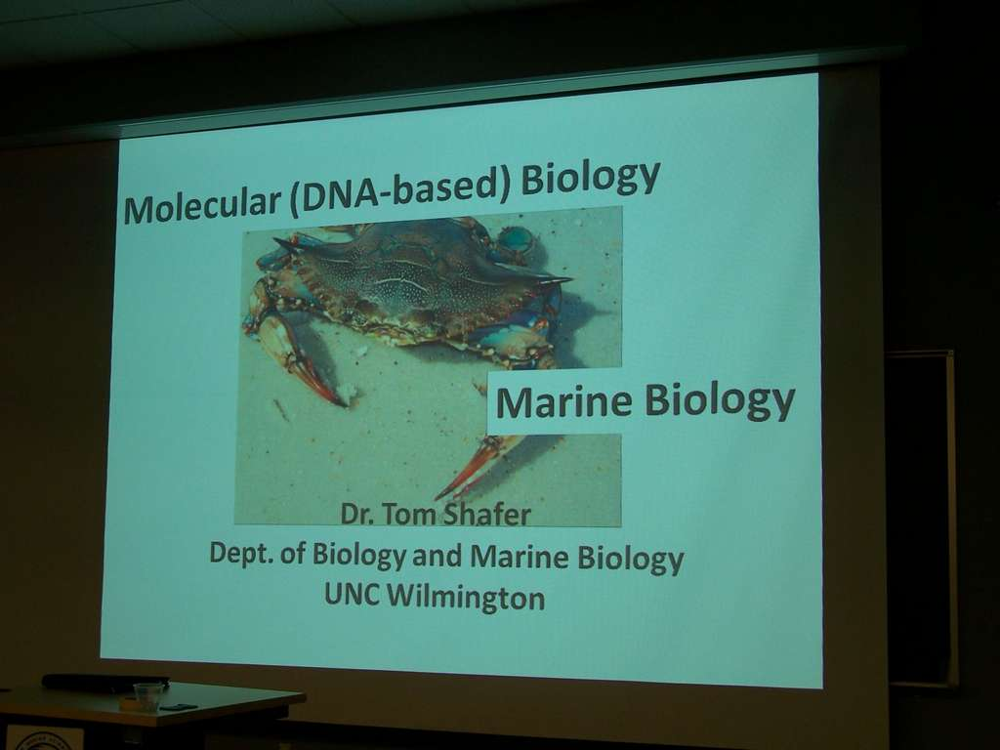 Molecular (DNA-based) Biology
Marine Biology
Dr. Tom Shafer
Dept. of Biology and Marine Biology
UNC Wilmington